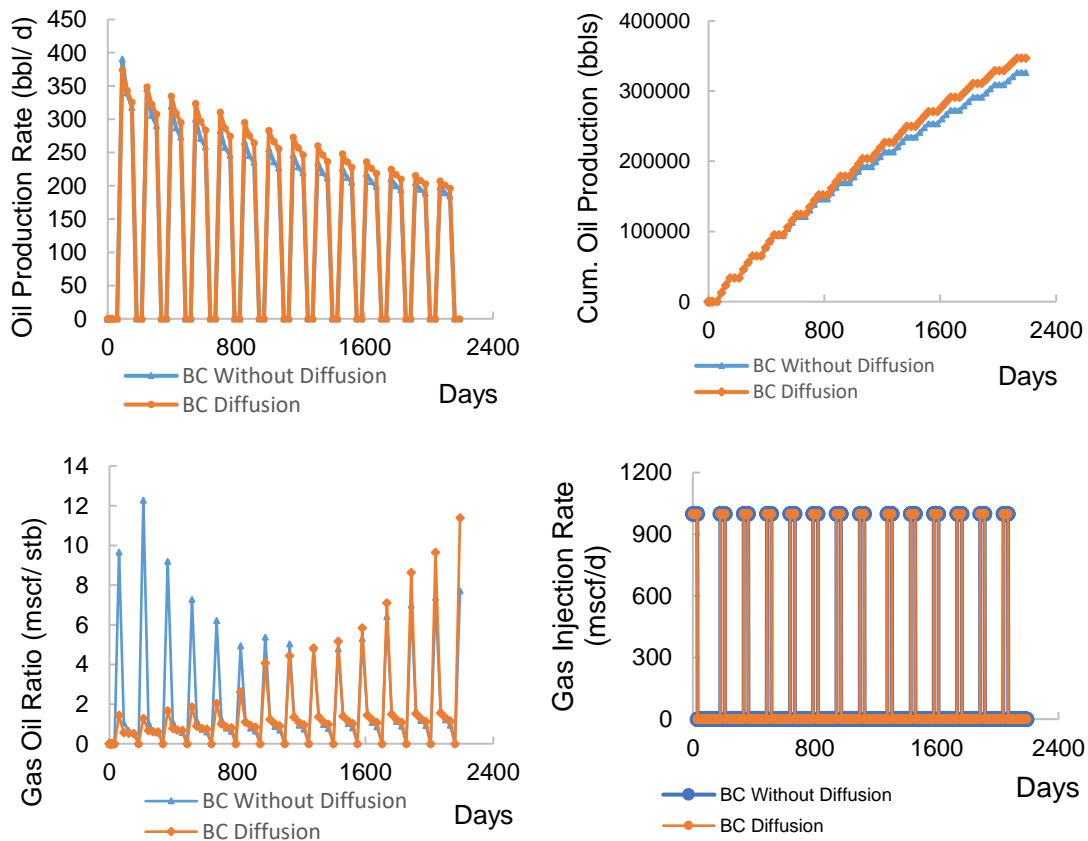 Oil Production Rate (bbl/ d)
450
400
350
300
250
200
150
100
50
0
0
800
1600
2400
Days
BC Without Diffusion
BC Diffusion
Cum. Oil Production (bbls)
400000
300000
200000
100000
0
0
800
1600
2400
Days
BC Without Diffusion
BC Diffusion
Gas Oil Ratio (mscf/ stb)
14
12
10
8
6
4
2
0
0
800
1600
2400
Days
BC Without Diffusion
BC Diffusion
Gas Injection Rate
(mscf/d)
1200
900
600
300
0
0
800
1600
2400
Days
BC Without Diffusion
BC Diffusion